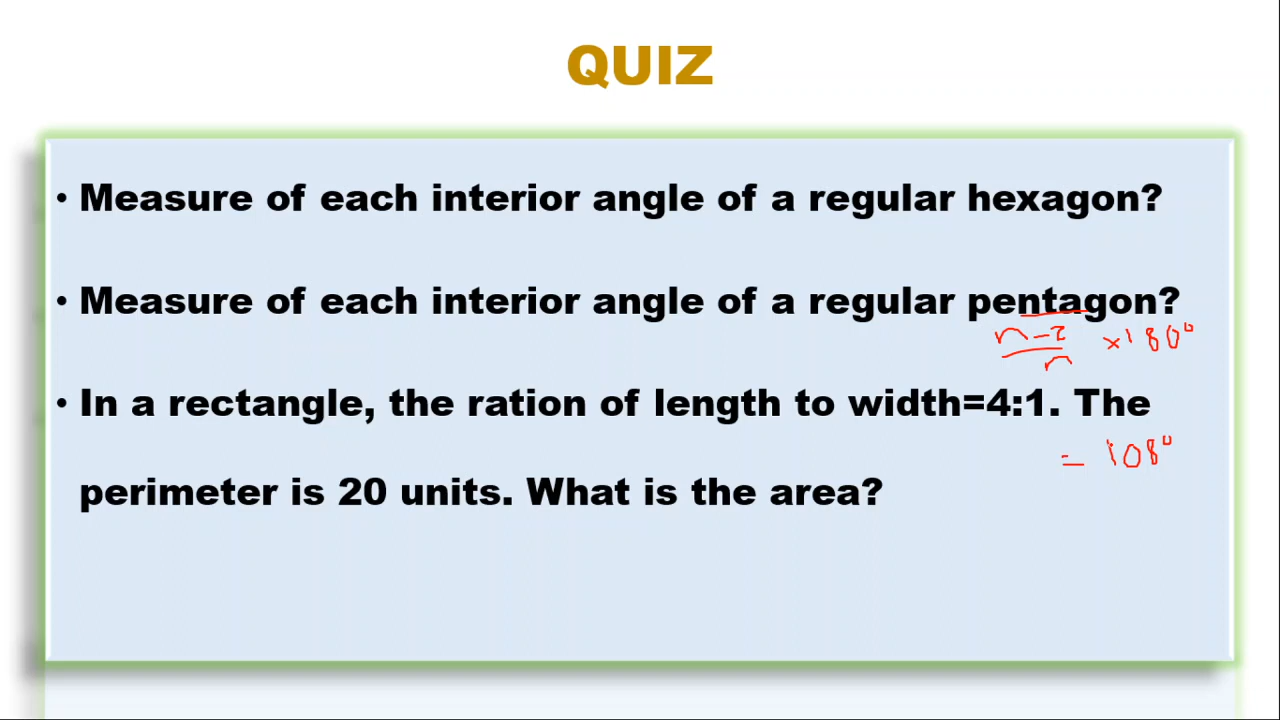 QUIZ
• Measure of each interior angle of a regular hexagon?
• Measure of each interior angle of a regular pentagon?
n-2
n
×180°
• In a rectangle, the ration of length to width=4:1. The
= 108°
perimeter is 20 units. What is the area?